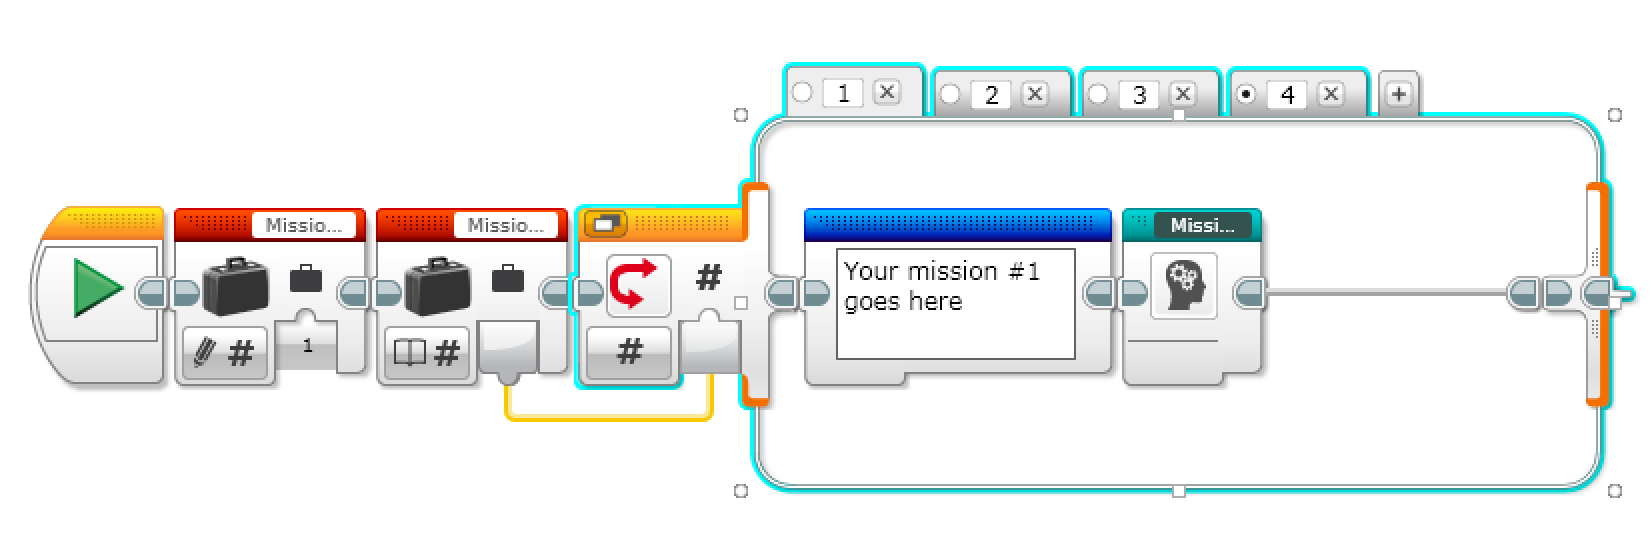 1 2 3 4 +
Missio... Missio... Missi...
# Your mission #1
goes here
# 1 # #